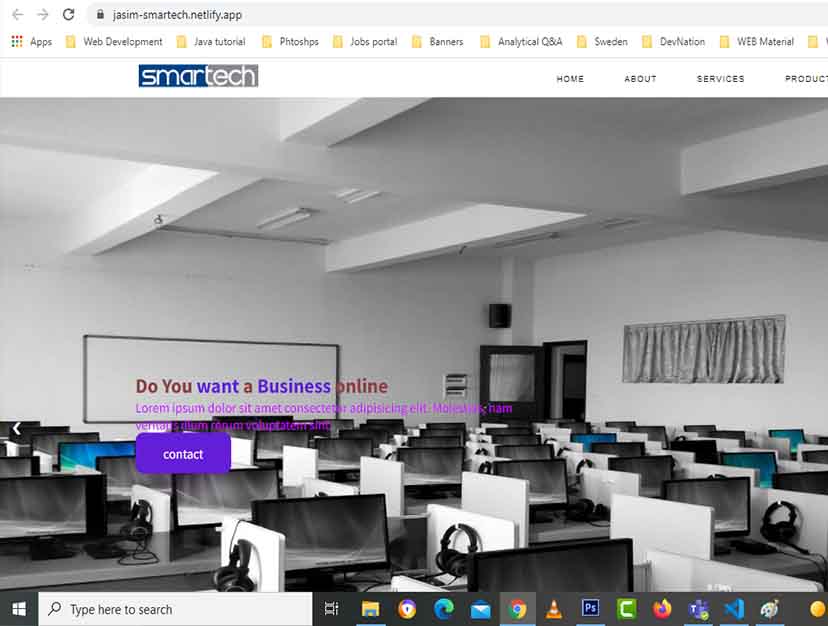 jasim-smartech.netlify.app
Apps Web Development Java tutorial Phtoshps Jobs portal Banners Analytical Q&A Sweden DevNation WEB Material
smartech HOME ABOUT SERVICES PRODUCT
Do You want a Business online
Lorem ipsum dolor sit amet consectetur adipisicing elit. Molestias, nam
veritatis illum rerum voluptatem sint.
contact
Type here to search
Ps